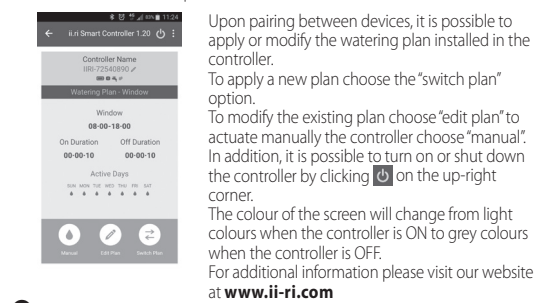 83% 11:24
ii.ri Smart Controller 1.20
Controller Name
IIRi-72540890
Watering Plan - Window
Window
08-00-18-00
On Duration Off Duration
00-00-10 00-00-10
Active Days
SUN MON TUE WED THU FRI SAT
Manual Edit Plan Switch Plan
Upon pairing between devices, it is possible to
apply or modify the watering plan installed in the
controller.
To apply a new plan choose the “switch plan”
option.
To modify the existing plan choose “edit plan” to
actuate manually the controller choose “manual”.
In addition, it is possible to turn on or shut down
the controller by clicking on the up-right
corner.
The colour of the screen will change from light
colours when the controller is ON to grey colours
when the controller is OFF.
For additional information please visit our website
at www.ii-ri.com